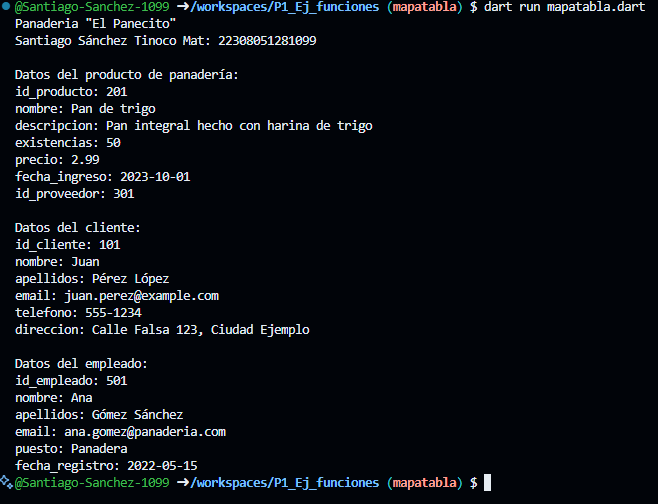 @Santiago-Sanchez-1099 ➜/workspaces/P1_Ej_funciones (mapatabla) $ dart run mapatabla.dart
Panaderia "El Panecito"
Santiago Sánchez Tinoco Mat: 22308051281099
Datos del producto de panadería:
id_producto: 201
nombre: Pan de trigo
descripcion: Pan integral hecho con harina de trigo
existencias: 50
precio: 2.99
fecha_ingreso: 2023-10-01
id_proveedor: 301
Datos del cliente:
id_cliente: 101
nombre: Juan
apellidos: Pérez López
email: juan.perez@example.com
telefono: 555-1234
direccion: Calle Falsa 123, Ciudad Ejemplo
Datos del empleado:
id_empleado: 501
nombre: Ana
apellidos: Gómez Sánchez
email: ana.gomez@panaderia.com
puesto: Panadera
fecha_registro: 2022-05-15
@Santiago-Sanchez-1099 ➜/workspaces/P1_Ej_funciones (mapatabla) $